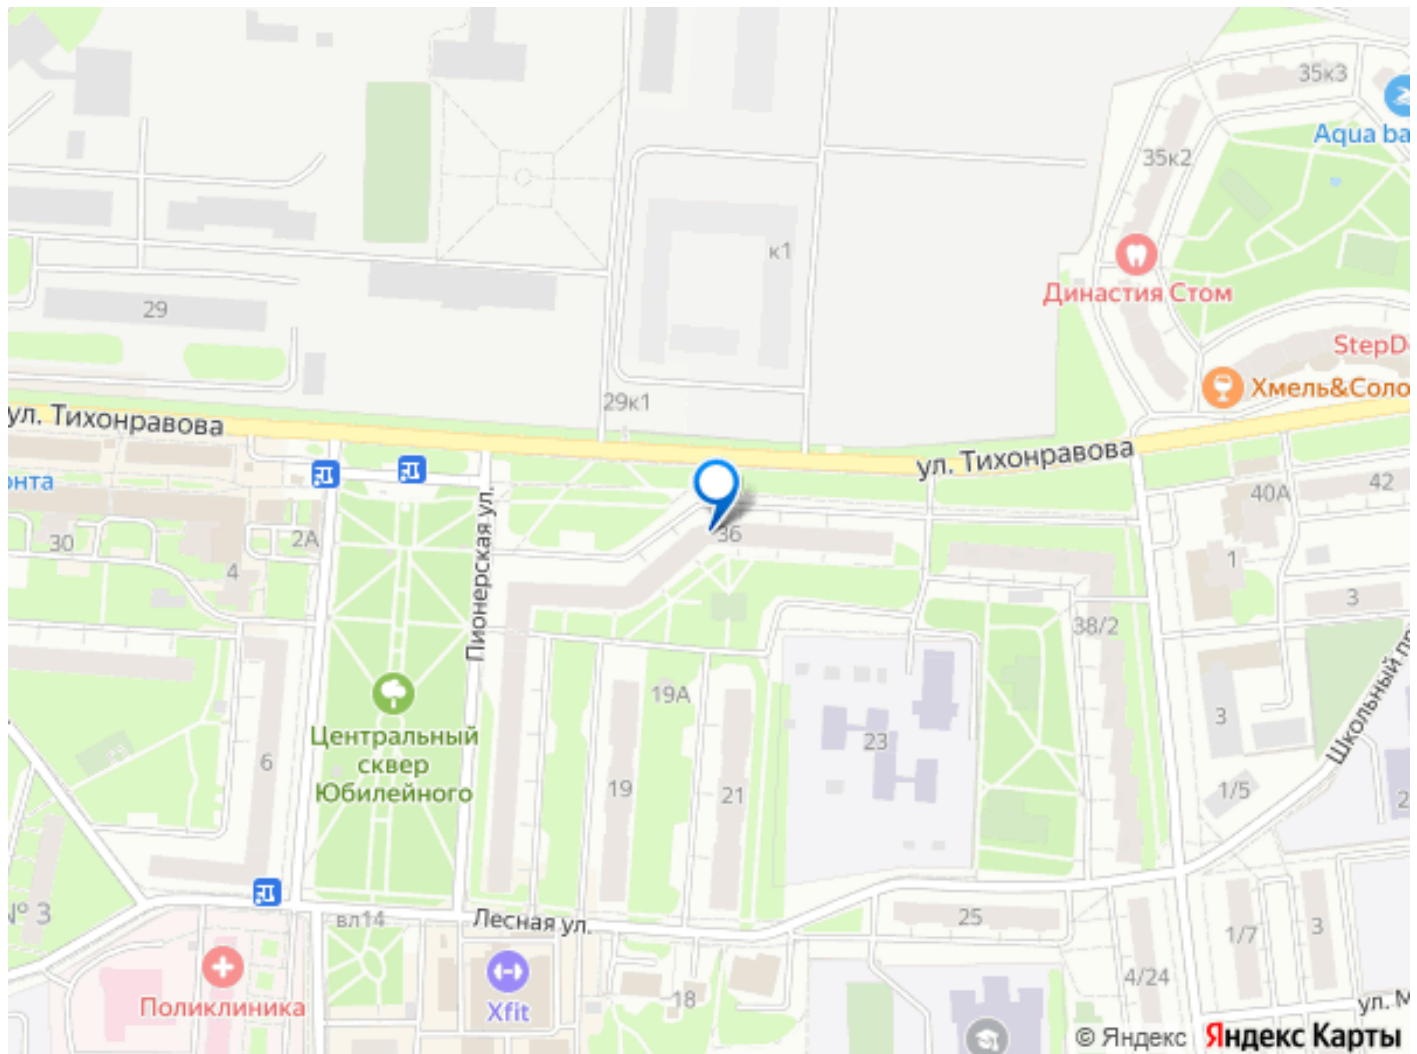 35к3
Aqua ba
35к2
к1
Династия Стом
29
StepD
Хмель&Соло
29к1
ул. Тихонравова
ул. Тихонравова
онта
42
40А
36
30
2А
4
1
Пионерская ул.
3
38/2
19А
Школьный пр
3
Центральный
сквер
Юбилейного
6
23
19
21
1/5
2
№ 3
вл14
Лесная ул.
25
1/7
3
Поликлиника
Xfit
18
4/24
ул. М
© Яндекс Яндекс Карты